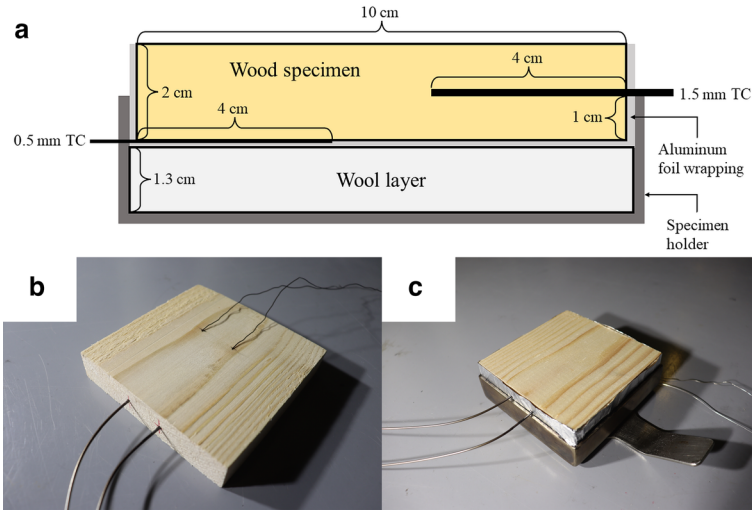 a
10 cm
Wood specimen
4 cm
2 cm
4 cm
1 cm
1.5 mm TC
0.5 mm TC
Aluminum
foil wrapping
1.3 cm
Wool layer
Specimen
holder
b
c